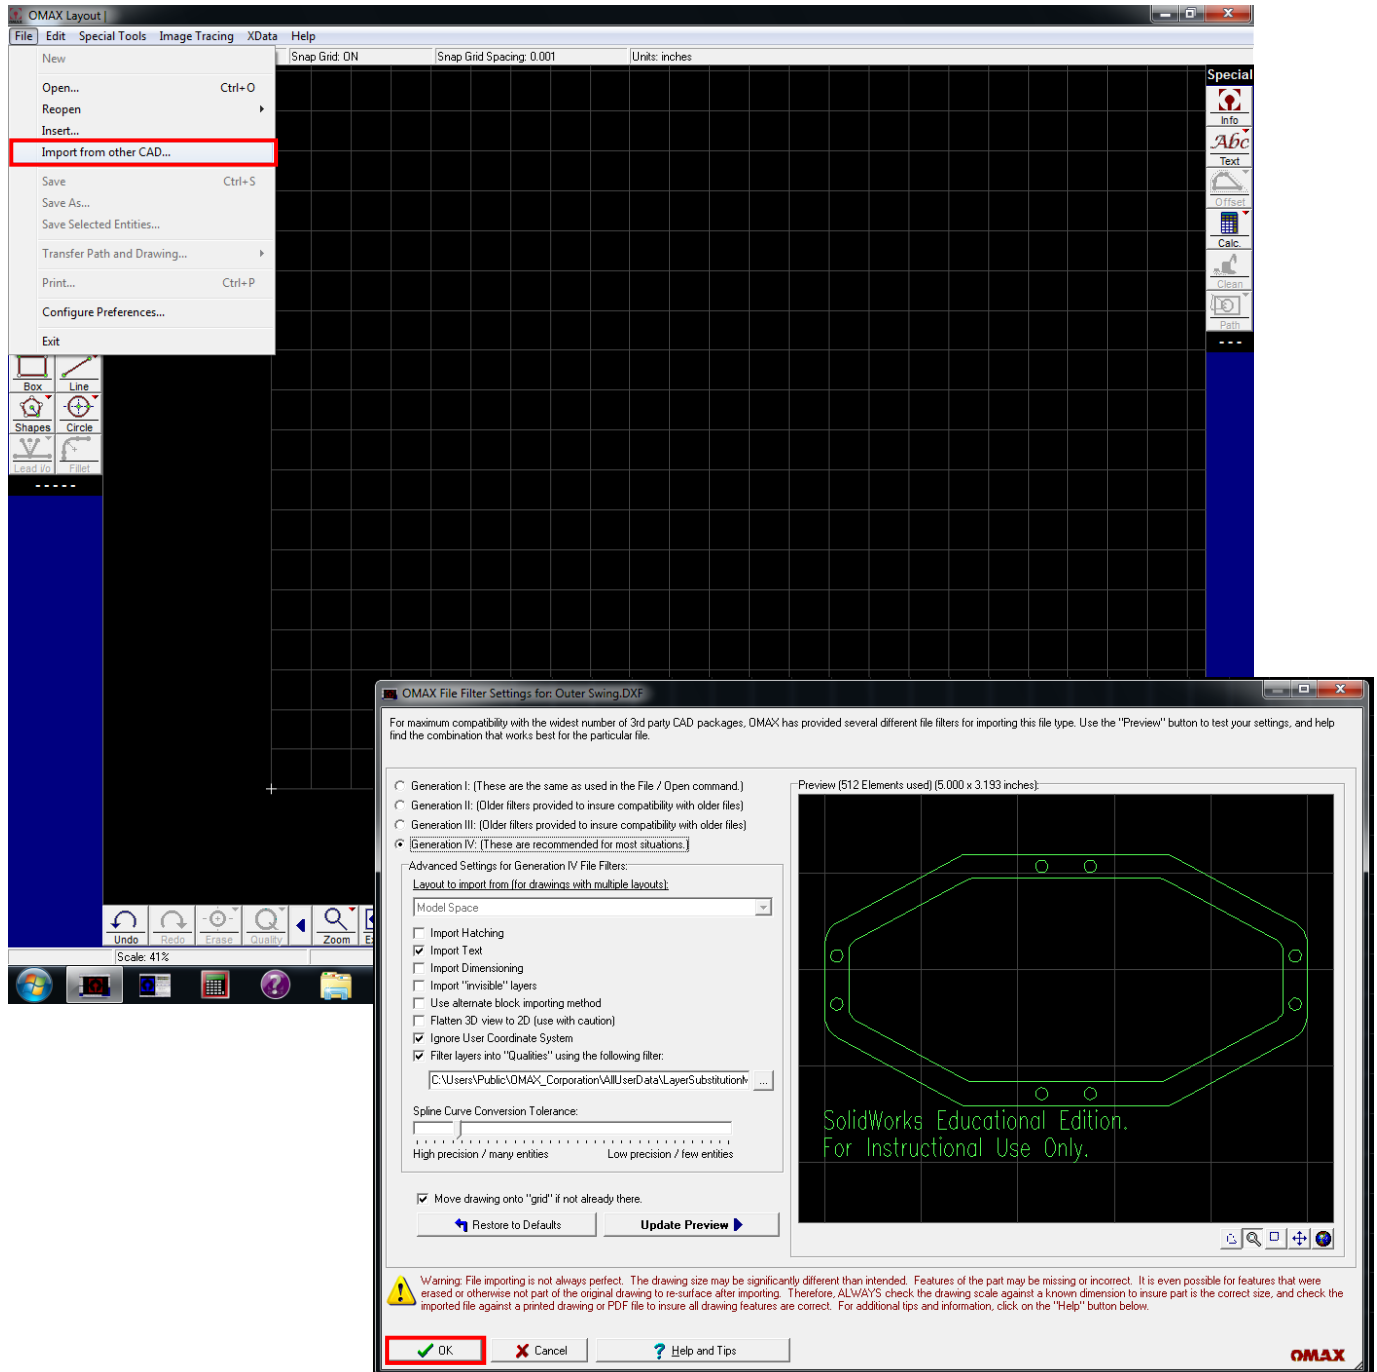 OMAX Layout |
File Edit Special Tools Image Tracing XData Help
Snap Grid: ON Snap Grid Spacing: 0.001 Units: inches
New
Open... Ctrl+O
Reopen
Insert...
Import from other CAD...
Save Ctrl+S
Save As...
Save Selected Entities...
Transfer Path and Drawing...
Print... Ctrl+P
Configure Preferences...
Exit
Special
Info
Abc
Text
Offset
Calc.
Clean
Path
- - -
Box Line
Shapes Circle
Lead i/o Fillet
- - - - -
Undo Redo Erase Quality Zoom
Scale: 41%
OMAX File Filter Settings for: Outer Swing.DXF
For maximum compatibility with the widest number of 3rd party CAD packages, OMAX has provided several different file filters for importing this file type. Use the "Preview" button to test your settings, and help
find the combination that works best for the particular file.
Generation I: (These are the same as used in the File / Open command.)
Generation II: (Older filters provided to insure compatibility with older files)
Generation III: (Older filters provided to insure compatibility with older files)
Generation IV: (These are recommended for most situations.)
Advanced Settings for Generation IV File Filters:
Layout to import from (for drawings with multiple layouts):
Model Space
Import Hatching
Import Text
Import Dimensioning
Import "invisible" layers
Use alternate block importing method
Flatten 3D view to 2D (use with caution)
Ignore User Coordinate System
Filter layers into "Qualities" using the following filter:
C:\Users\Public\OMAX_Corporation\AllUserData\LayerSubstitution ...
Spline Curve Conversion Tolerance:
High precision / many entities Low precision / few entities
Move drawing onto "grid" if not already there.
Restore to Defaults Update Preview
Preview (512 Elements used) (5.000 x 3.193 inches):
SolidWorks Educational Edition.
For Instructional Use Only.
Warning: File importing is not always perfect. The drawing size may be significantly different than intended. Features of the part may be missing or incorrect. It is even possible for features that were
erased or otherwise not part of the original drawing to re-surface after importing. Therefore, ALWAYS check the drawing scale against a known dimension to insure part is the correct size, and check the
imported file against a printed drawing or PDF file to insure all drawing features are correct. For additional tips and information, click on the "Help" button below.
OK Cancel Help and Tips
OMAX